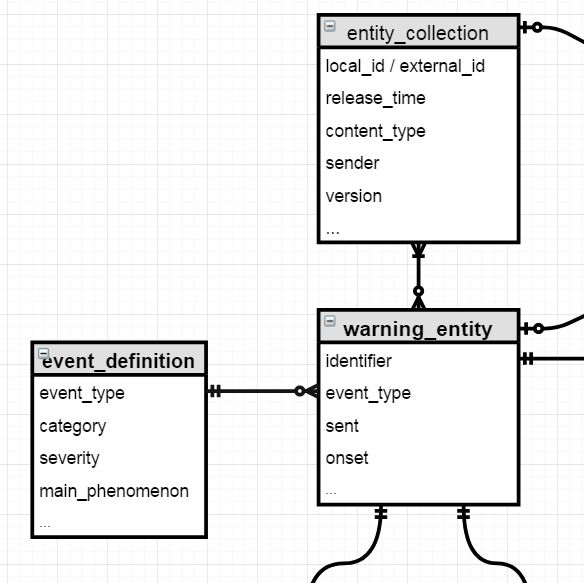 entity_collection
local_id / external_id
release_time
content_type
sender
version
...
warning_entity
identifier
event_type
sent
onset
...
event_definition
event_type
category
severity
main_phenomenon
...